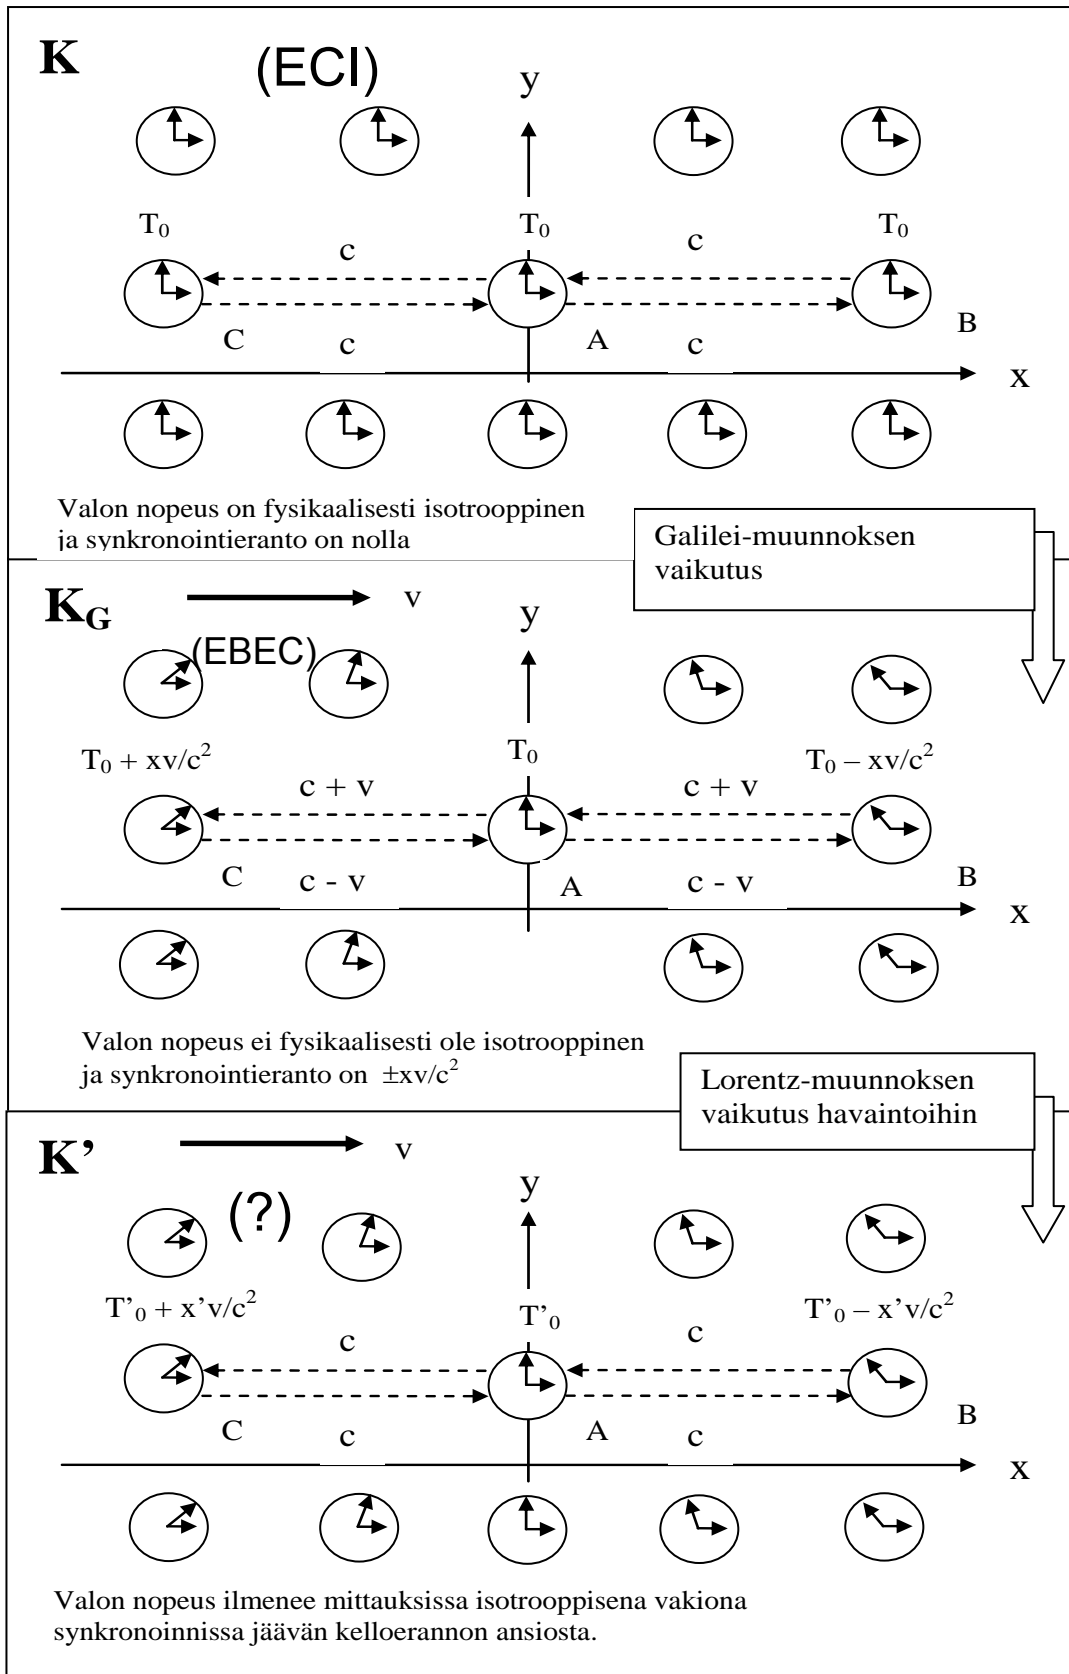 K
(ECI)
y
T₀ T₀ T₀
c c
C A B
c c
x
Valon nopeus on fysikaalisesti isotrooppinen
ja synkronointieranto on nolla
Galilei-muunnoksen
vaikutus
K_G
v
(EBEC)
y
T₀ + xv/c² T₀ T₀ – xv/c²
c + v c + v
C A B
c - v c - v
x
Valon nopeus ei fysikaalisesti ole isotrooppinen
ja synkronointieranto on ±xv/c²
Lorentz-muunnoksen
vaikutus havaintoihin
K’
v
(?)
y
T’₀ + x’v/c² T’₀ T’₀ – x’v/c²
c c
C A B
c c
x
Valon nopeus ilmenee mittauksissa isotrooppisena vakiona
synkronoinnissa jäävän kelloerannon ansiosta.